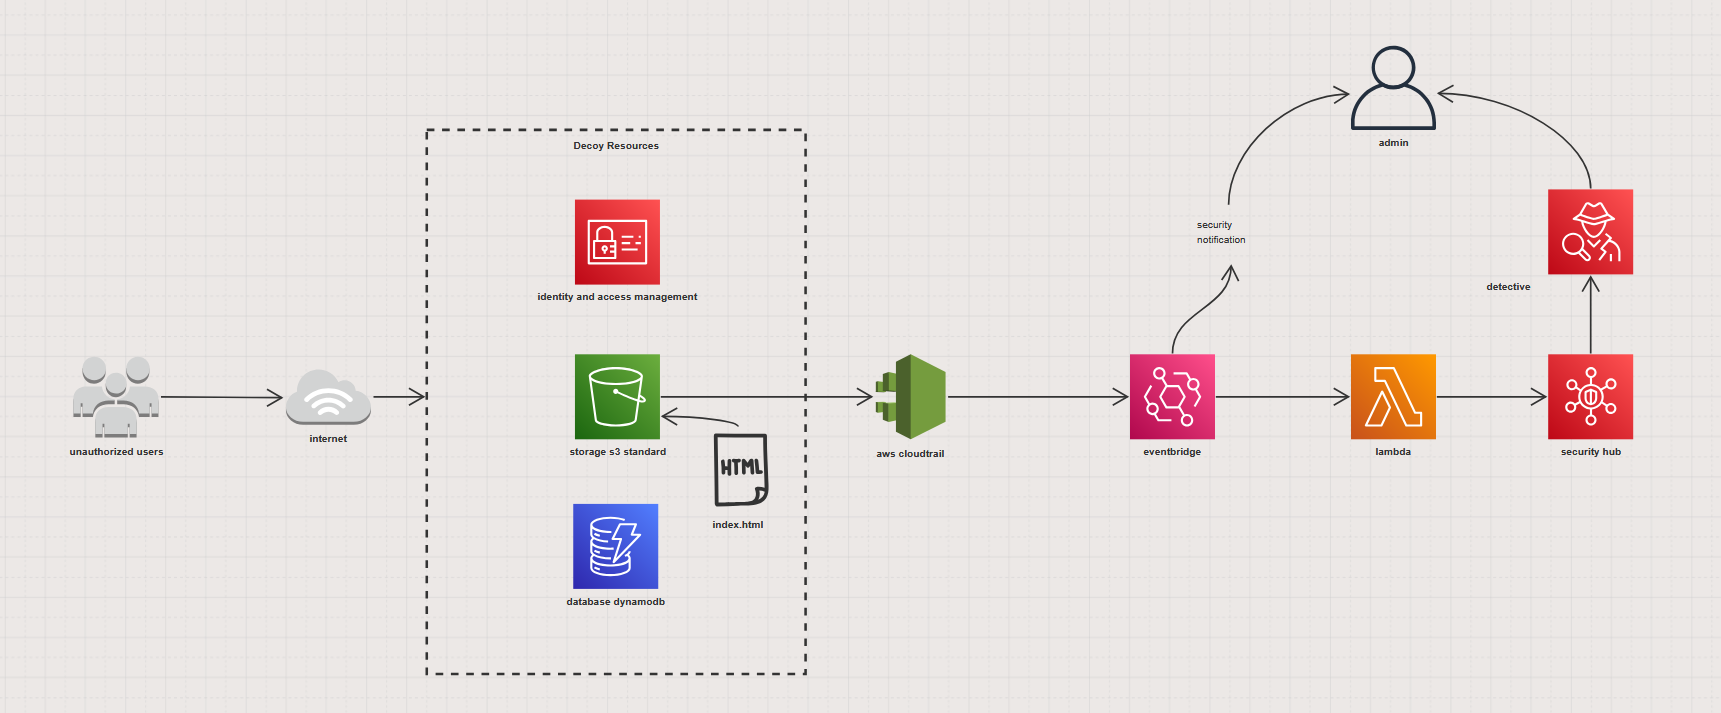 admin
Decoy Resources
security
notification
detective
identity and access management
unauthorized users
internet
storage s3 standard
HTML
index.html
database dynamodb
aws cloudtrail
eventbridge
lambda
security hub